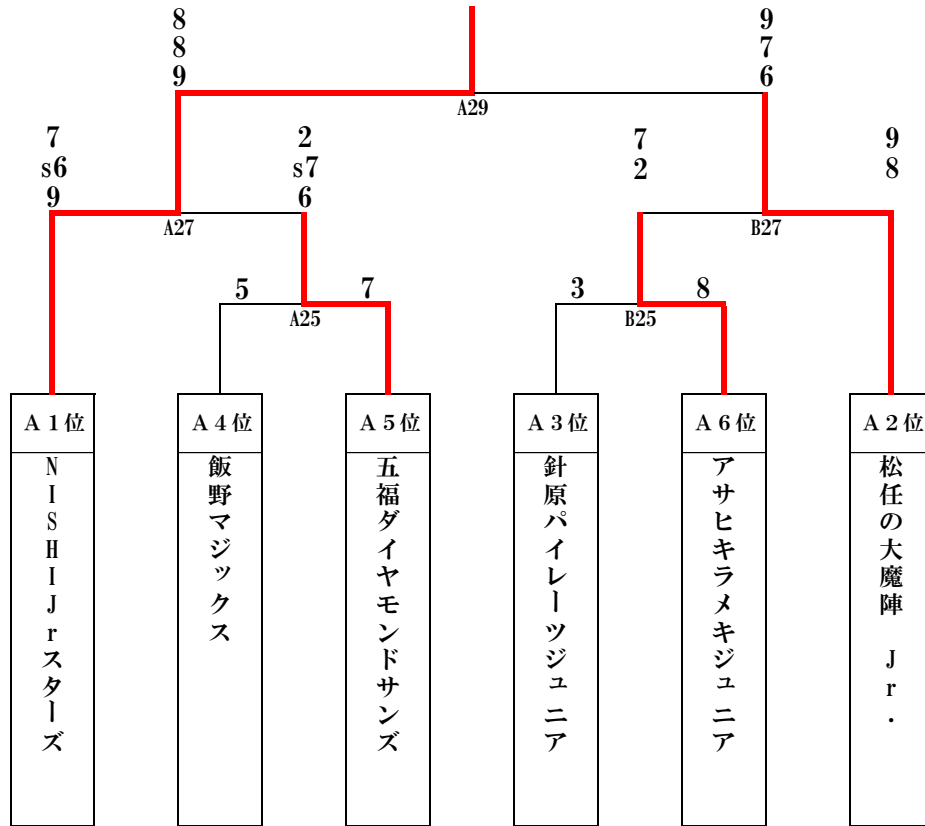 8
8
9
9
7
6
A29
7
s6
9
2
s7
6
7
2
9
8
A27
B27
5
7
A25
3
8
B25
A1位
A4位
A5位
A3位
A6位
A2位
NISHIJrスターズ
飯野マジックス
五福ダイヤモンドサンズ
針原パイレーツジュニア
アサヒキラメキジュニア
松任の大魔陣 Jr.